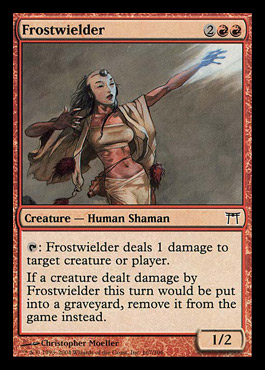 Frostwielder 2
Creature — Human Shaman
: Frostwielder deals 1 damage to
target creature or player.
If a creature dealt damage by
Frostwielder this turn would be put
into a graveyard, remove it from the
game instead.
Christopher Moeller
1/2